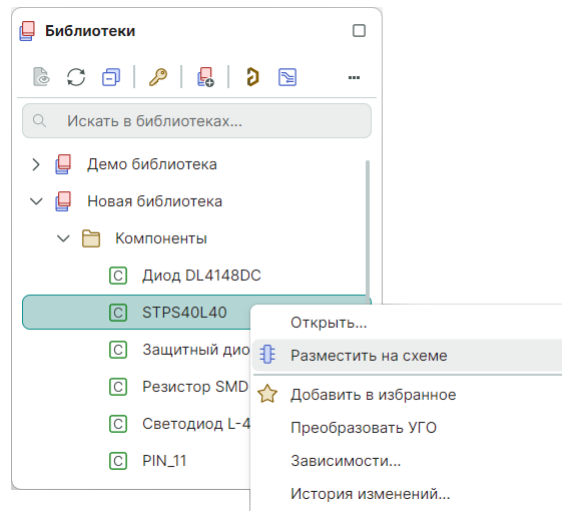 Библиотеки
Искать в библиотеках...
Демо библиотека
Новая библиотека
Компоненты
Диод DL4148DC
STPS40L40
Защитный дио
Резистор SMD
Светодиод L-4
PIN_11
Открыть...
Разместить на схеме
Добавить в избранное
Преобразовать УГО
Зависимости...
История изменений...